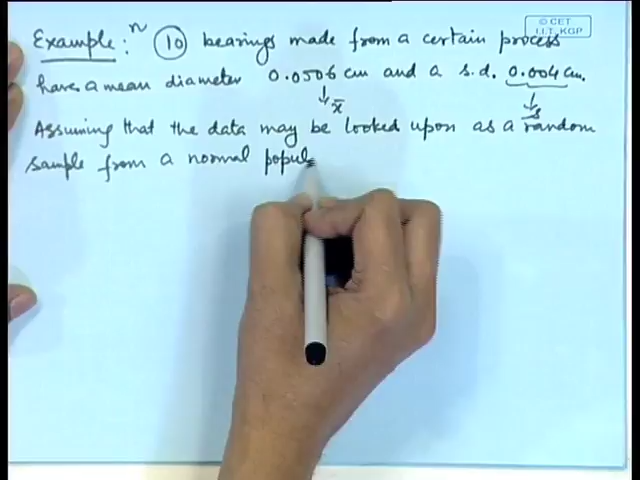 © CET
I.I.T. KGP
Example: n 10 bearings made from a certain process
have a mean diameter 0.0506 cm and a s.d. 0.004 cm.
↓ x̄ ↓ s
Assuming that the data may be looked upon as a random
sample from a normal popul